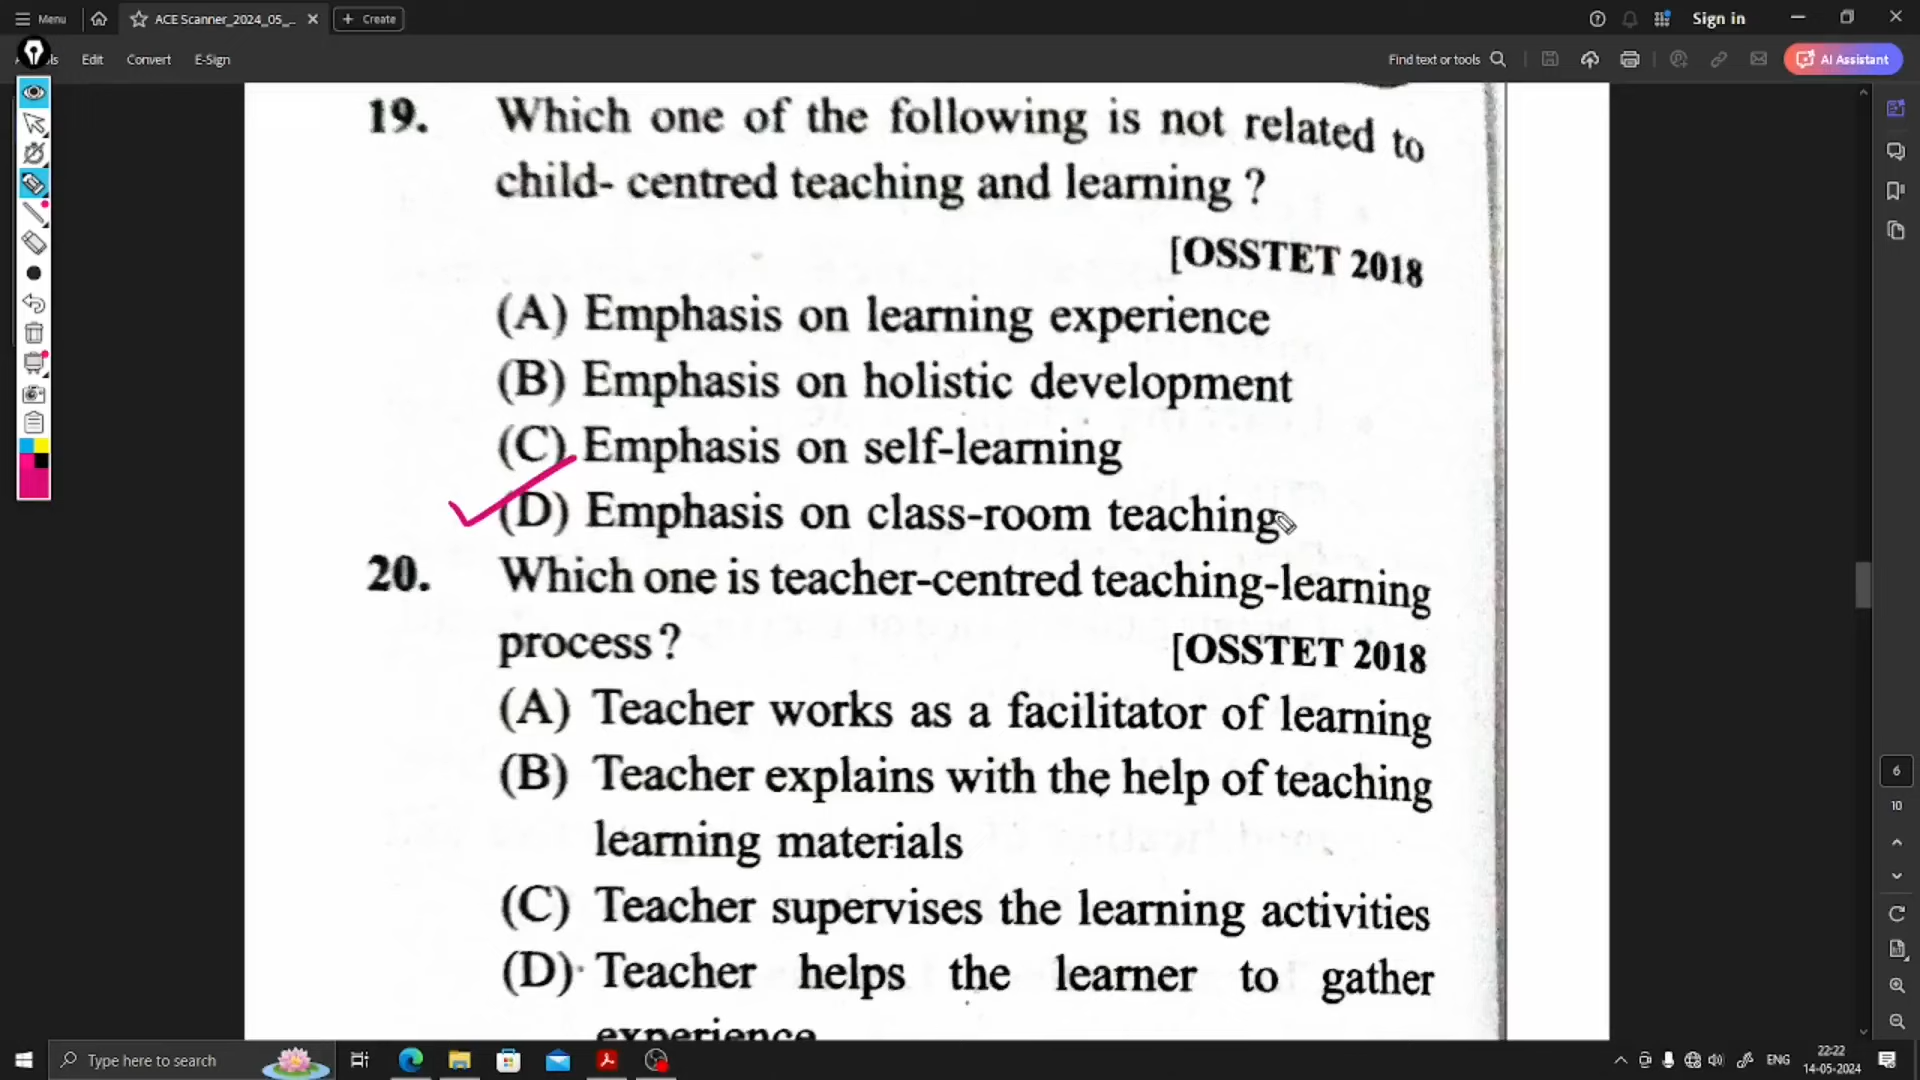 Menu
ACE Scanner_2024_05_...
Create
Sign in
Edit
Convert
E-Sign
Find text or tools
AI Assistant
19. Which one of the following is not related to
child- centred teaching and learning ?
[OSSTET 2018
(A) Emphasis on learning experience
(B) Emphasis on holistic development
(C) Emphasis on self-learning
(D) Emphasis on class-room teaching
20. Which one is teacher-centred teaching-learning
process ? [OSSTET 2018
(A) Teacher works as a facilitator of learning
(B) Teacher explains with the help of teaching
learning materials
(C) Teacher supervises the learning activities
(D) Teacher helps the learner to gather
experience
6
10
Type here to search
ENG
22:22
14-05-2024